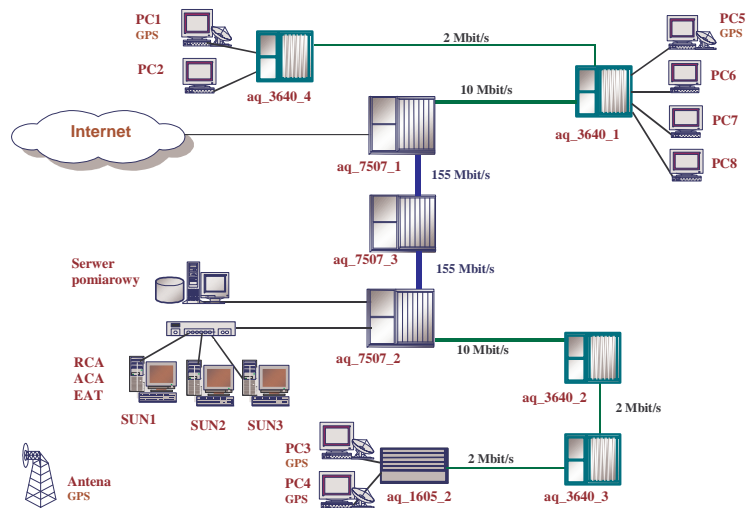 PC1
GPS
PC2
aq_3640_4
2 Mbit/s
PC5
GPS
PC6
PC7
PC8
10 Mbit/s
aq_3640_1
Internet
aq_7507_1
155 Mbit/s
aq_7507_3
155 Mbit/s
Serwer
pomiarowy
aq_7507_2
10 Mbit/s
RCA
ACA
EAT
SUN1
SUN2
SUN3
aq_3640_2
2 Mbit/s
PC3
GPS
PC4
GPS
2 Mbit/s
aq_1605_2
aq_3640_3
Antena
GPS